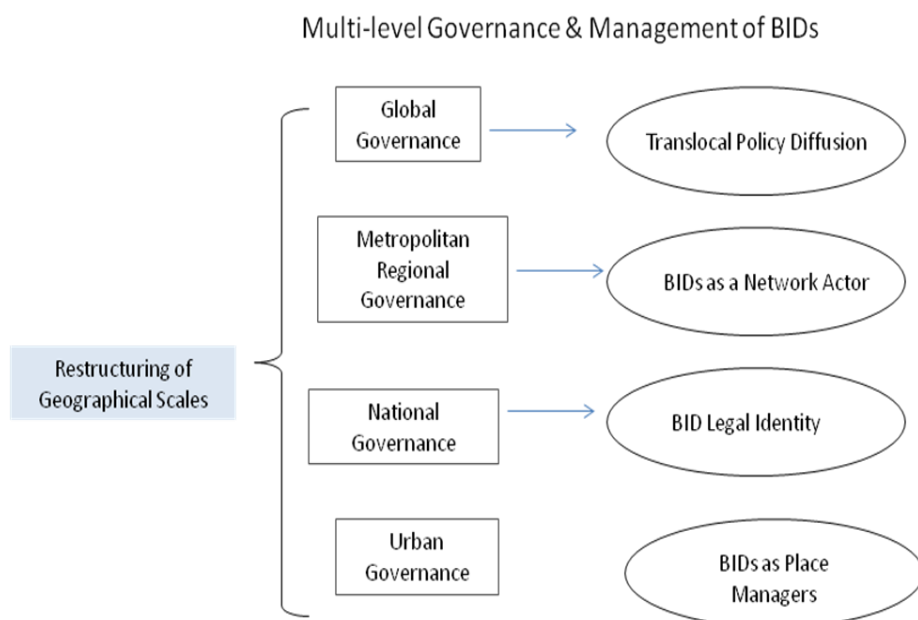 Multi-level Governance & Management of BIDs
Global
Governance
Translocal Policy Diffusion
Metropolitan
Regional
Governance
BIDs as a Network Actor
Restructuring of
Geographical Scales
National
Governance
BID Legal Identity
Urban
Governance
BIDs as Place
Managers